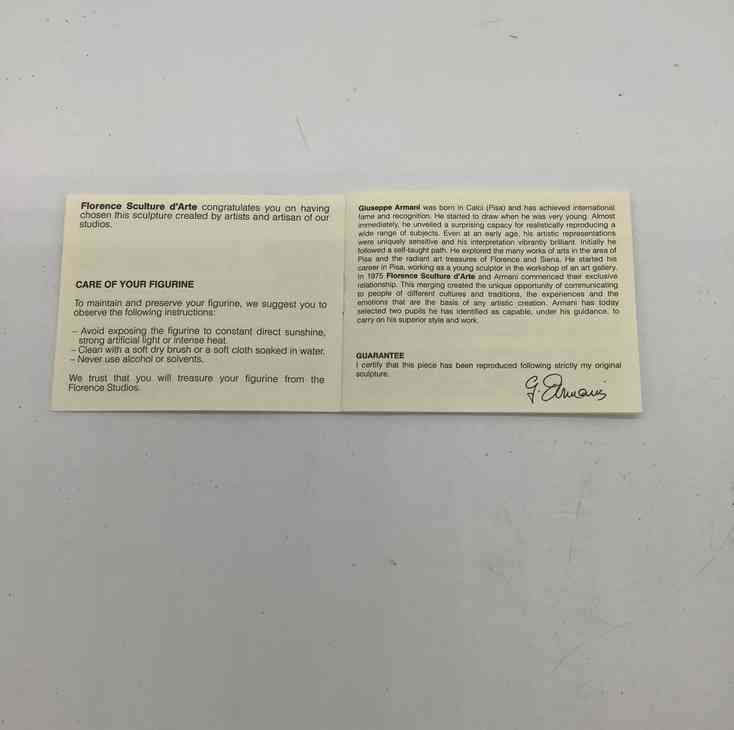 Florence Sculture d'Arte congratulates you on having
chosen this sculpture created by artists and artisan of our
studios.
CARE OF YOUR FIGURINE
To maintain and preserve your figurine, we suggest you to
observe the following instructions:
– Avoid exposing the figurine to constant direct sunshine,
strong artificial light or intense heat.
– Clean with a soft dry brush or a soft cloth soaked in water.
– Never use alcohol or solvents.
We trust that you will treasure your figurine from the
Florence Studios.
Giuseppe Armani was born in Calci (Pisa) and has achieved international
fame and recognition. He started to draw when he was very young. Almost
immediately, he unveiled a surprising capacy for realistically reproducing a
wide range of subjects. Even at an early age, his artistic representations
were uniquely sensitive and his interpretation vibrantly brilliant. Initially he
followed a self-taught path. He explored the many works of arts in the area of
Pisa and the radiant art treasures of Florence and Siena. He started his
career in Pisa, working as a young sculptor in the workshop of an art gallery.
In 1975 Florence Sculture d'Arte and Armani commenced their exclusive
relationship. This merging created the unique opportunity of communicating
to people of different cultures and traditions, the experiences and the
emotions that are the basis of any artistic creation. Armani has today
selected two pupils he has identified as capable, under his guidance, to
carry on his superior style and work.
GUARANTEE
I certify that this piece has been reproduced following strictly my original
sculpture.
G. Armani